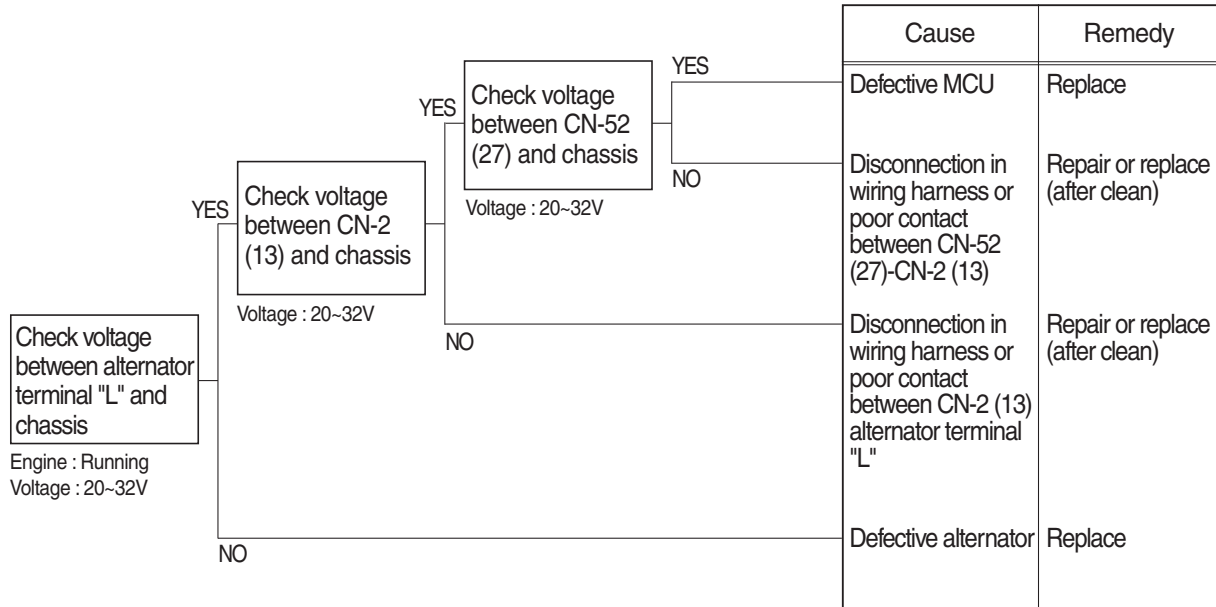 Cause
Remedy
YES
Defective MCU
Replace
Check voltage
between CN-52
(27) and chassis
YES
Voltage : 20~32V
NO
Disconnection in
wiring harness or
poor contact
between CN-52
(27)-CN-2 (13)
Repair or replace
(after clean)
Check voltage
between CN-2
(13) and chassis
YES
Voltage : 20~32V
NO
Disconnection in
wiring harness or
poor contact
between CN-2 (13)
alternator terminal
"L"
Repair or replace
(after clean)
Check voltage
between alternator
terminal "L" and
chassis
Engine : Running
Voltage : 20~32V
NO
Defective alternator
Replace